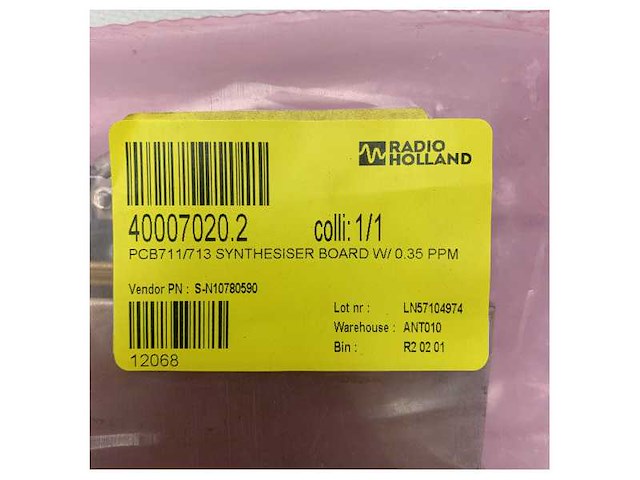 RADIO
HOLLAND
40007020.2 colli: 1/1
PCB711/713 SYNTHESISER BOARD W/ 0.35 PPM
Vendor PN : S-N10780590
Lot nr : LN57104974
Warehouse : ANT010
Bin : R2 02 01
12068